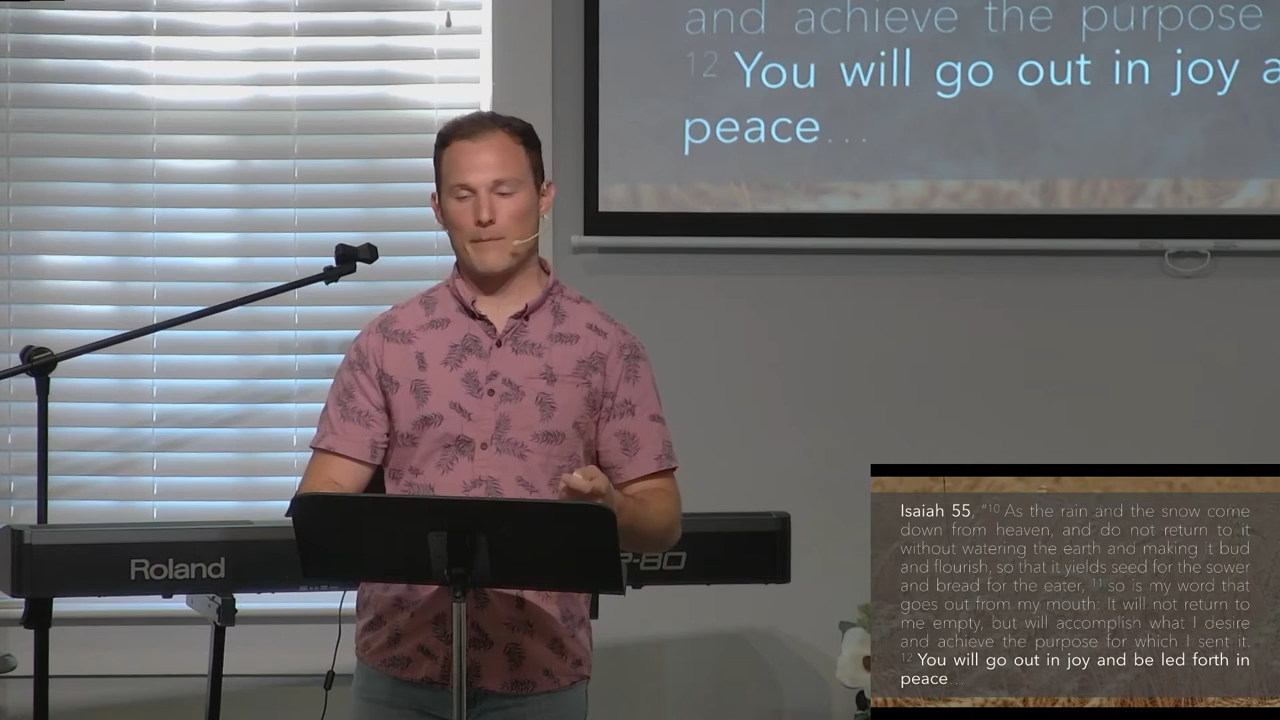 and achieve the purpose
12 You will go out in joy a
peace...
Roland
-80
Isaiah 55, "10 As the rain and the snow come
down from heaven, and do not return to it
without watering the earth and making it bud
and flourish, so that it yields seed for the sower
and bread for the eater, 11 so is my word that
goes out from my mouth: It will not return to
me empty, but will accomplish what I desire
and achieve the purpose for which I sent it.
12 You will go out in joy and be led forth in
peace...